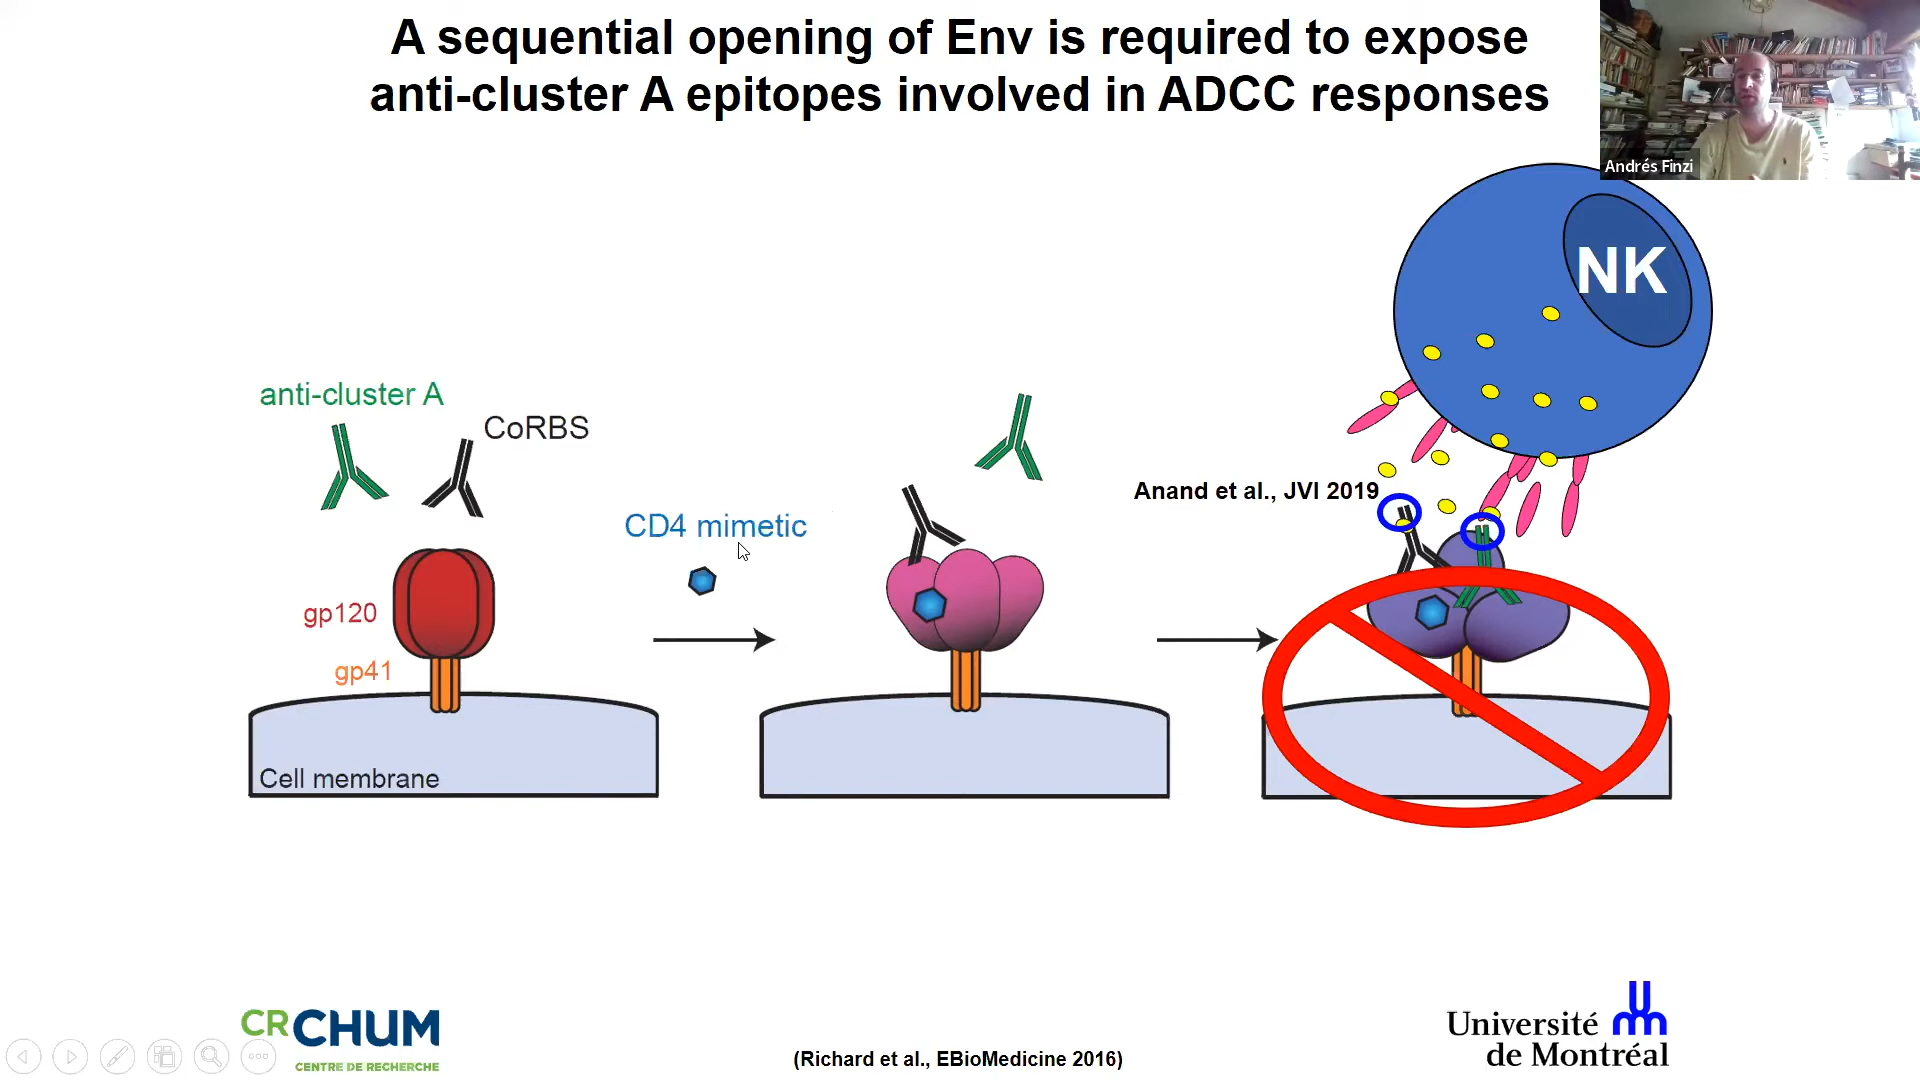 A sequential opening of Env is required to expose
anti-cluster A epitopes involved in ADCC responses
Andrés Finzi
NK
anti-cluster A
CoRBS
Anand et al., JVI 2019
CD4 mimetic
gp120
gp41
Cell membrane
CRCHUM
CENTRE DE RECHERCHE
(Richard et al., EBioMedicine 2016)
Université
de Montréal